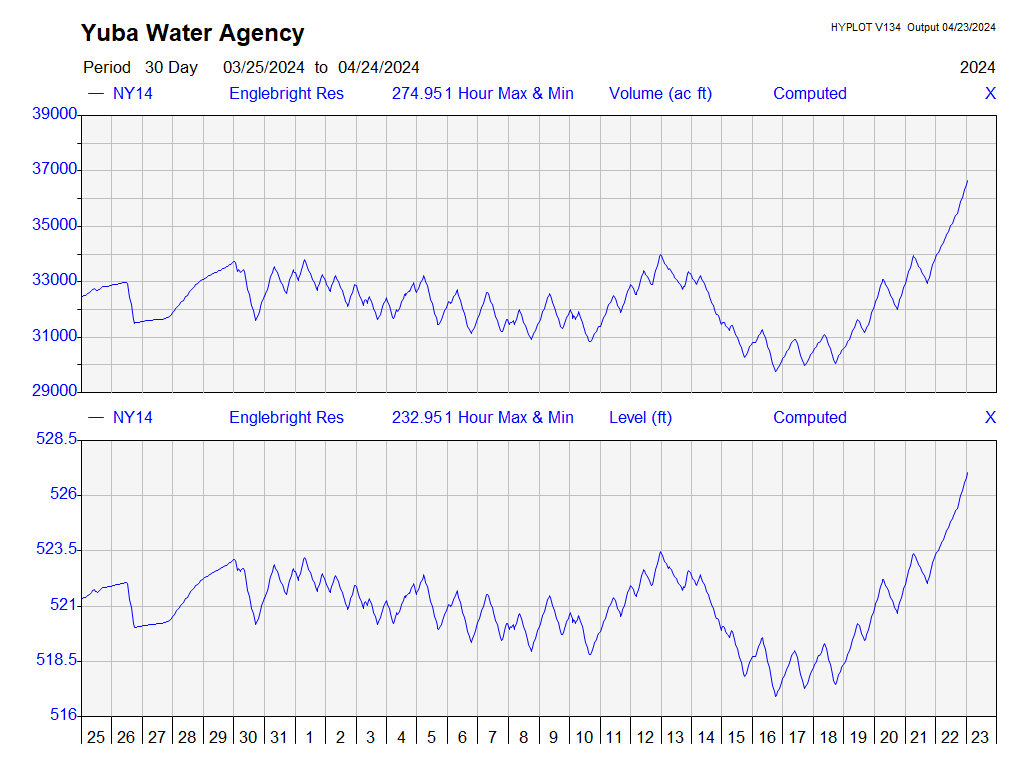 Yuba Water Agency
HYPLOT V134 Output 04/23/2024
Period 30 Day 03/25/2024 to 04/24/2024
2024
NY14 Englebright Res 274.951 Hour Max & Min Volume (ac ft) Computed X
39000
37000
35000
33000
31000
29000
NY14 Englebright Res 232.951 Hour Max & Min Level (ft) Computed X
528.5
526
523.5
521
518.5
516
25 26 27 28 29 30 31 1 2 3 4 5 6 7 8 9 10 11 12 13 14 15 16 17 18 19 20 21 22 23